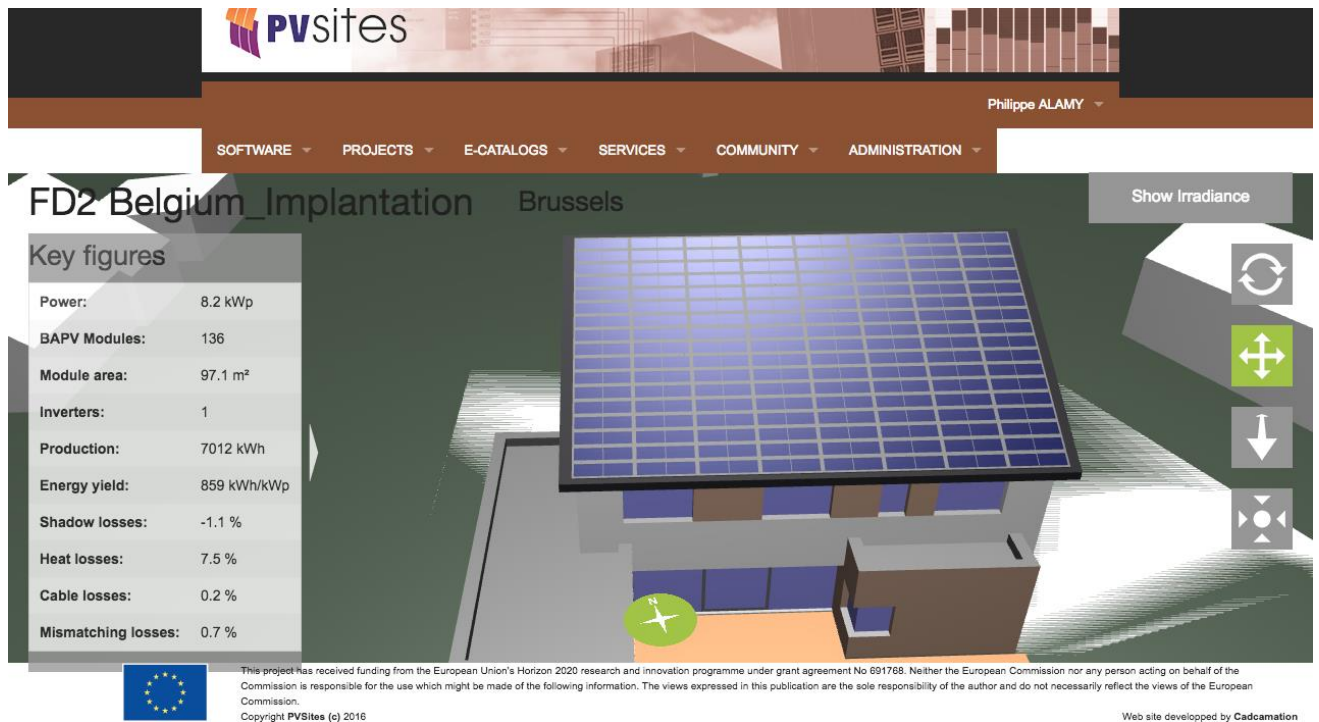 PVsites
Philippe ALAMY
SOFTWARE PROJECTS E-CATALOGS SERVICES COMMUNITY ADMINISTRATION
FD2 Belgium_Implantation Brussels
Show Irradiance
Key figures
Power: 8.2 kWp
BAPV Modules: 136
Module area: 97.1 m²
Inverters: 1
Production: 7012 kWh
Energy yield: 859 kWh/kWp
Shadow losses: -1.1 %
Heat losses: 7.5 %
Cable losses: 0.2 %
Mismatching losses: 0.7 %
N
This project has received funding from the European Union's Horizon 2020 research and innovation programme under grant agreement No 691768. Neither the European Commission nor any person acting on behalf of the
Commission is responsible for the use which might be made of the following information. The views expressed in this publication are the sole responsibility of the author and do not necessarily reflect the views of the European
Commission.
Copyright PVSites (c) 2016
Web site developped by Cadcamation